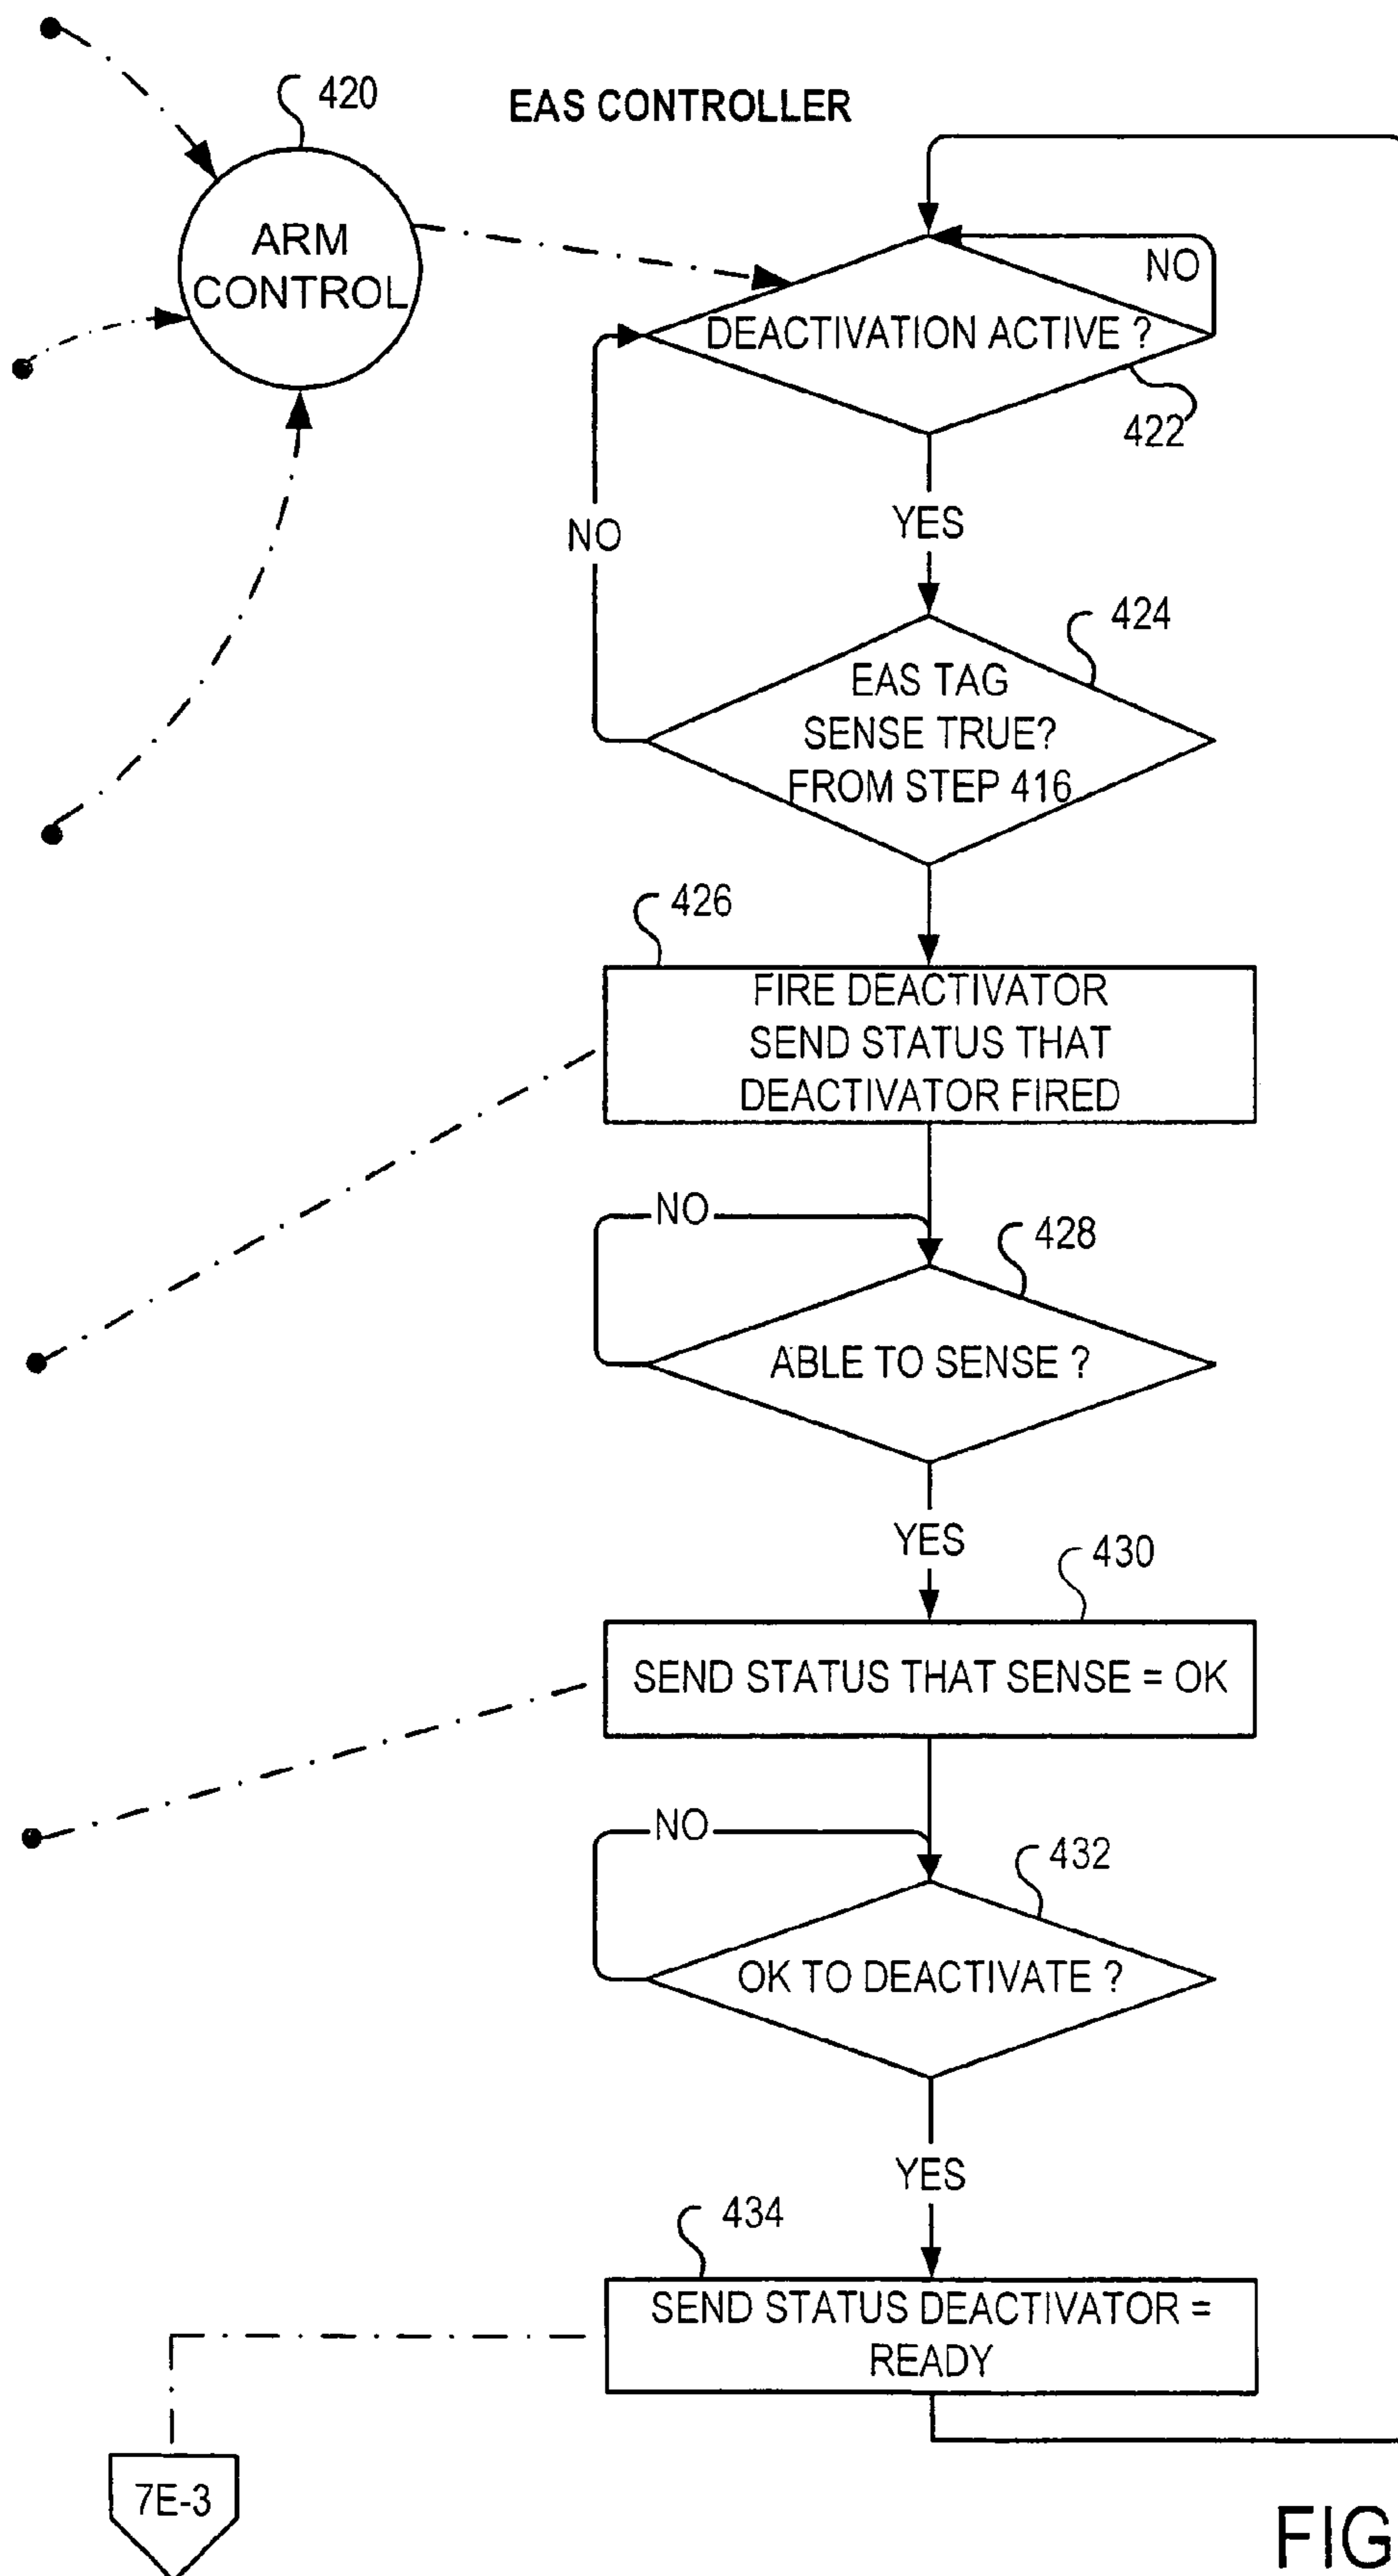 420
EAS CONTROLLER
ARM
CONTROL
NO
DEACTIVATION ACTIVE ?
422
NO
YES
424
EAS TAG
SENSE TRUE?
FROM STEP 416
426
FIRE DEACTIVATOR
SEND STATUS THAT
DEACTIVATOR FIRED
NO
428
ABLE TO SENSE ?
YES
430
SEND STATUS THAT SENSE = OK
NO
432
OK TO DEACTIVATE ?
YES
434
SEND STATUS DEACTIVATOR =
READY
7E-3
FIG